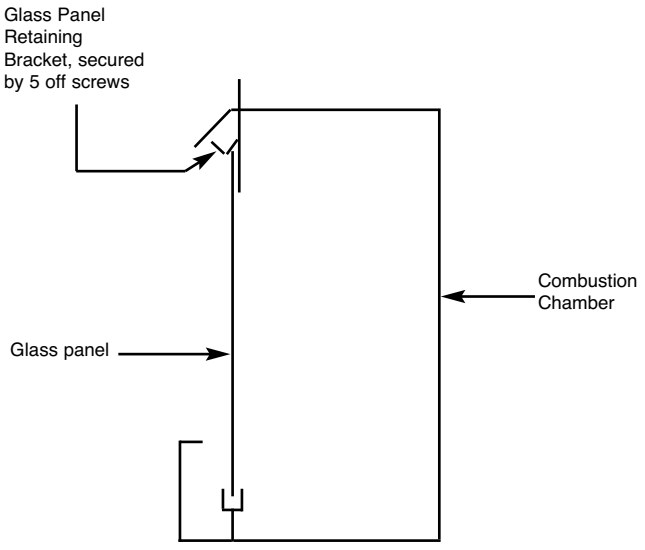 Glass Panel
Retaining
Bracket, secured
by 5 off screws
Combustion
Chamber
Glass panel